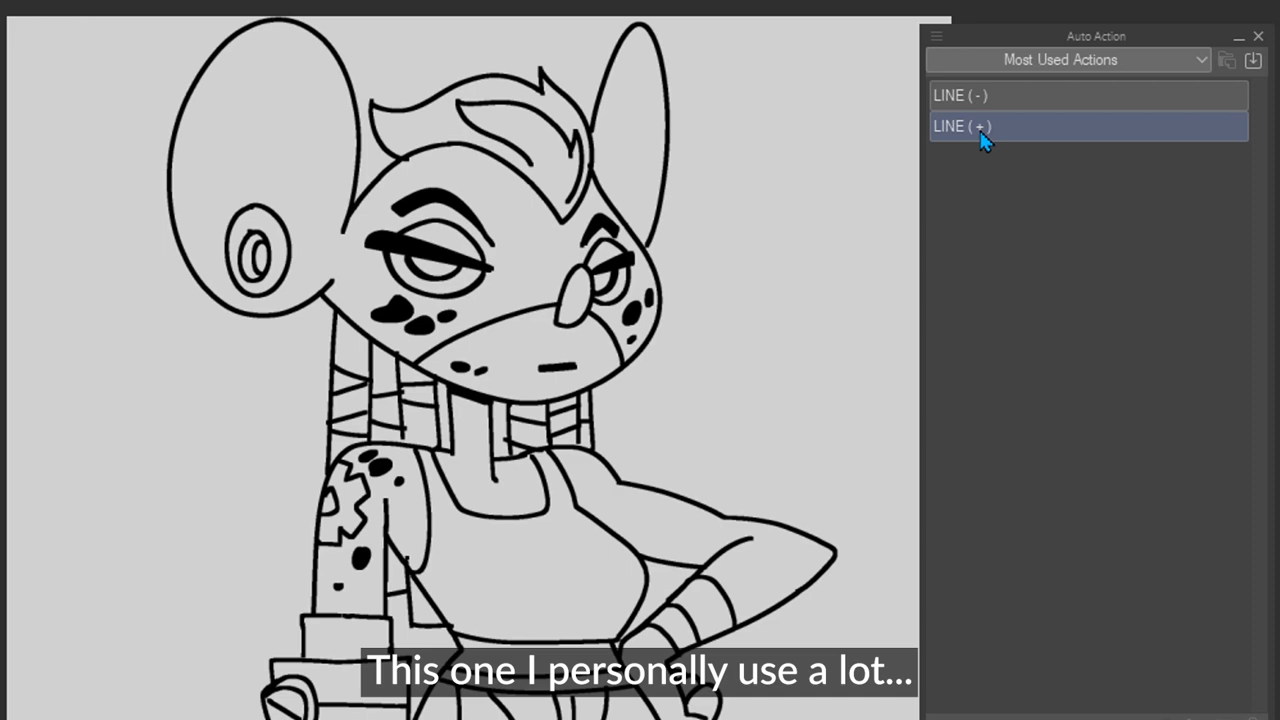 Auto Action
Most Used Actions
LINE ( - )
LINE ( + )
This one I personally use a lot...